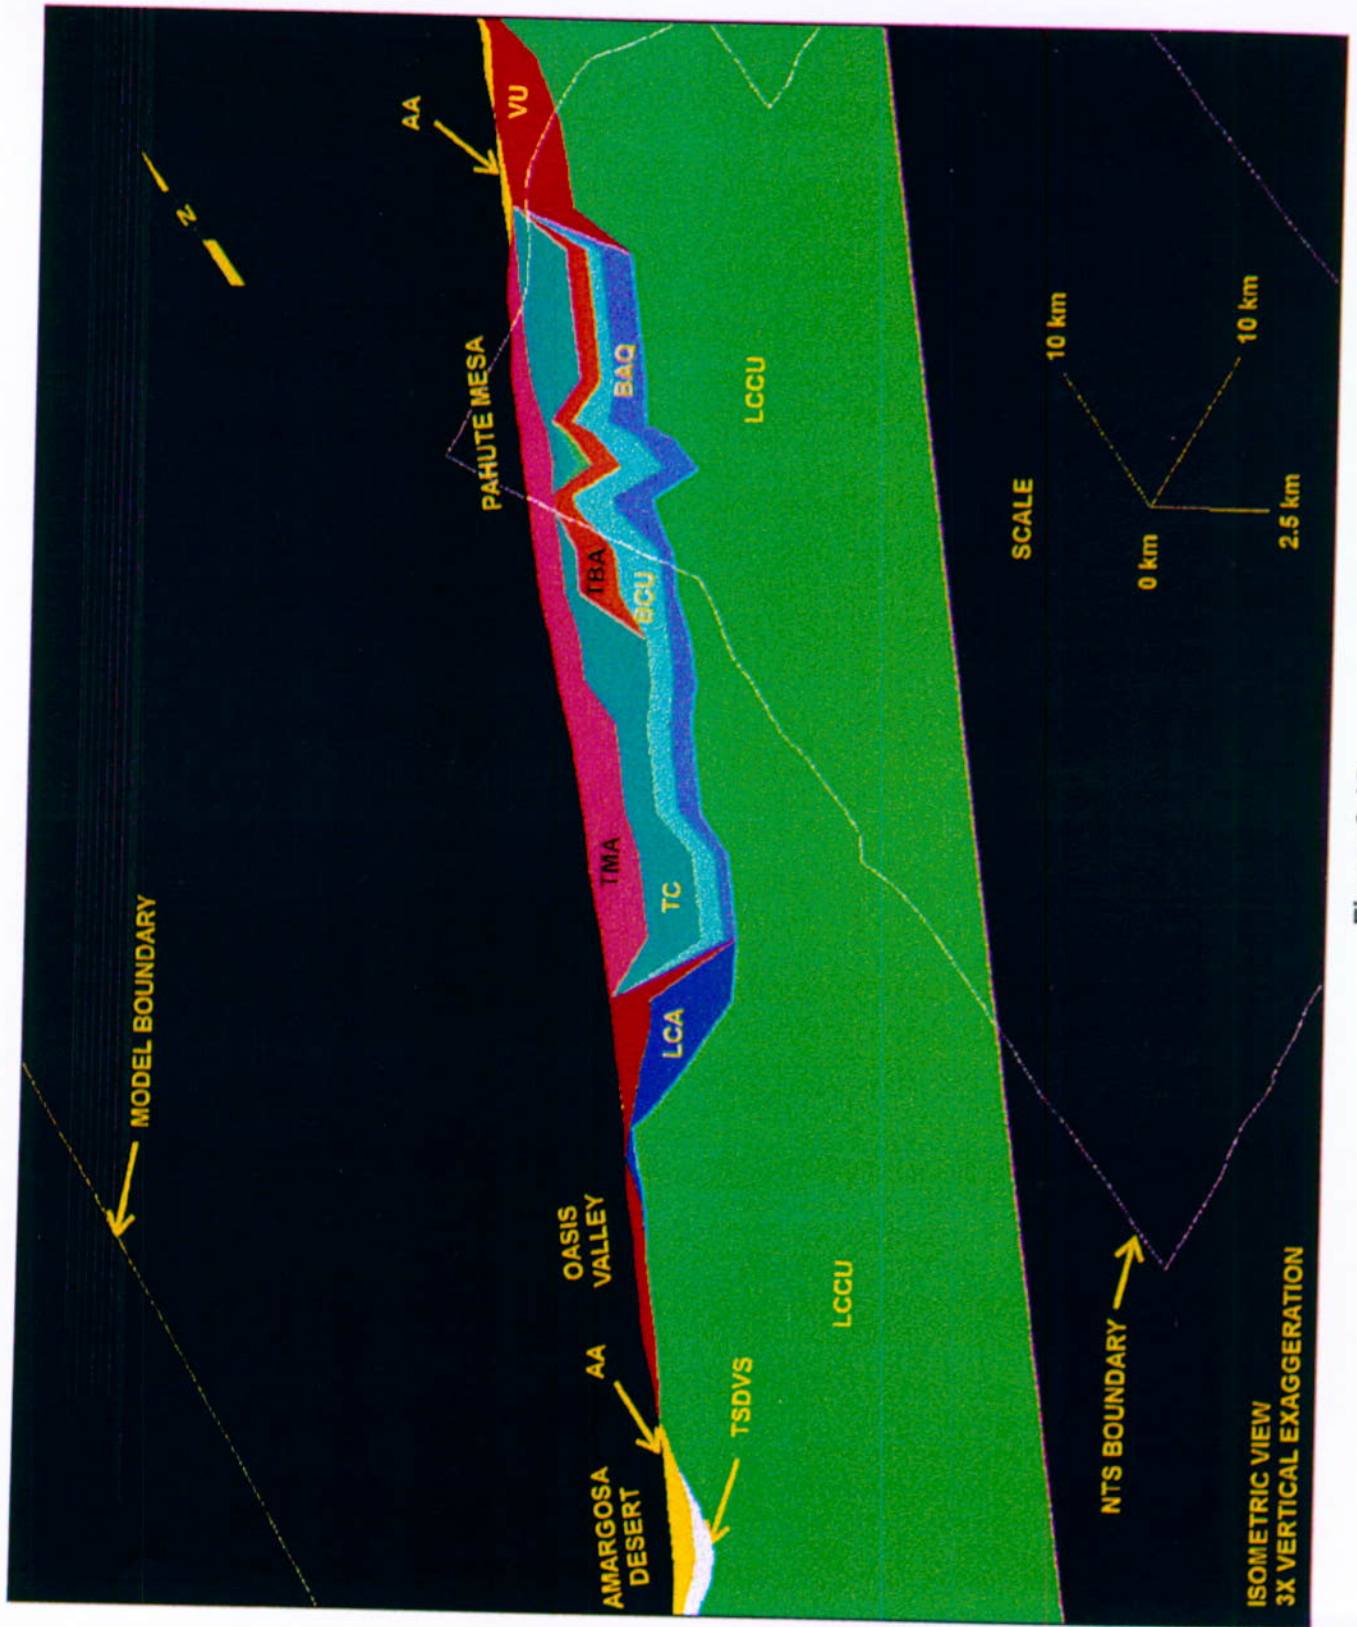 AMARGOSA
DESERT
AA
OASIS
VALLEY
MODEL BOUNDARY
PAHUTE MESA
AA
N
TSDVS
LCCU
LCA
TC
TMA
BCU
TBA
BAQ
LCCU
VU
NTS BOUNDARY
SCALE
0 km
10 km
10 km
2.5 km
ISOMETRIC VIEW
3X VERTICAL EXAGGERATION